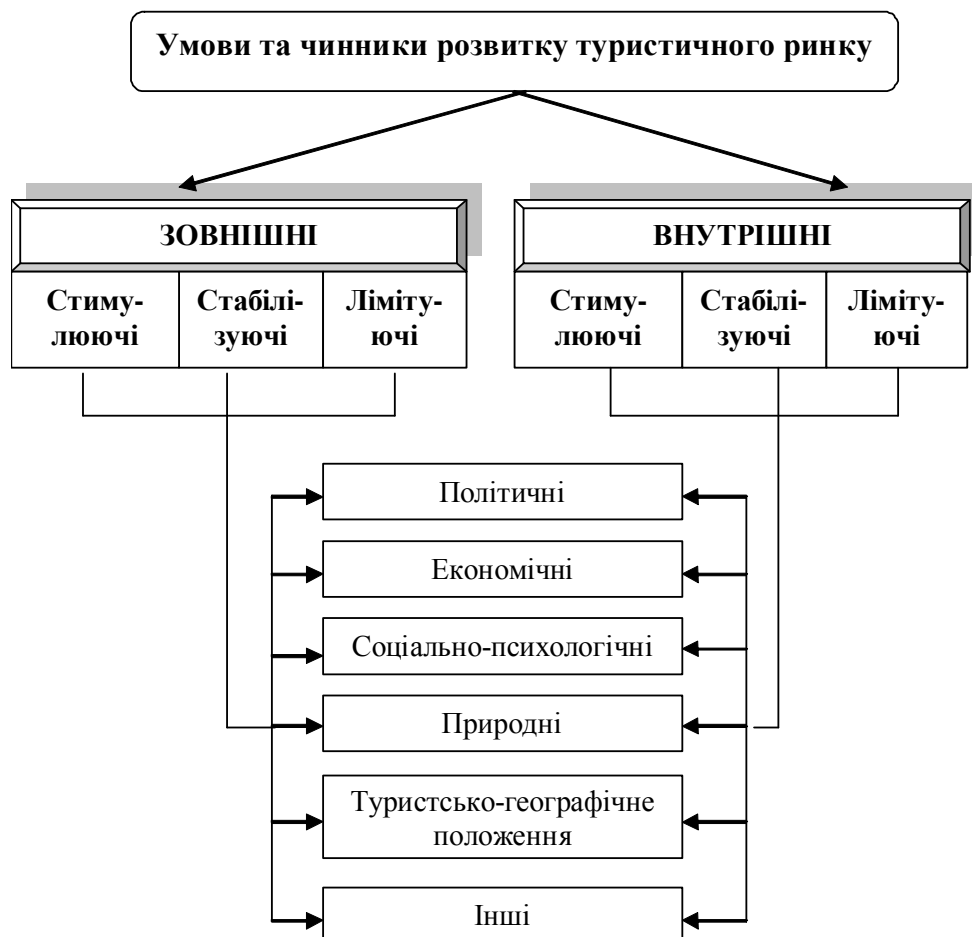 Умови та чинники розвитку туристичного ринку
ЗОВНІШНІ
Стиму-
люючі
Стабілі-
зуючі
Ліміту-
ючі
ВНУТРІШНІ
Стиму-
люючі
Стабілі-
зуючі
Ліміту-
ючі
Політичні
Економічні
Соціально-психологічні
Природні
Туристсько-географічне
положення
Інші